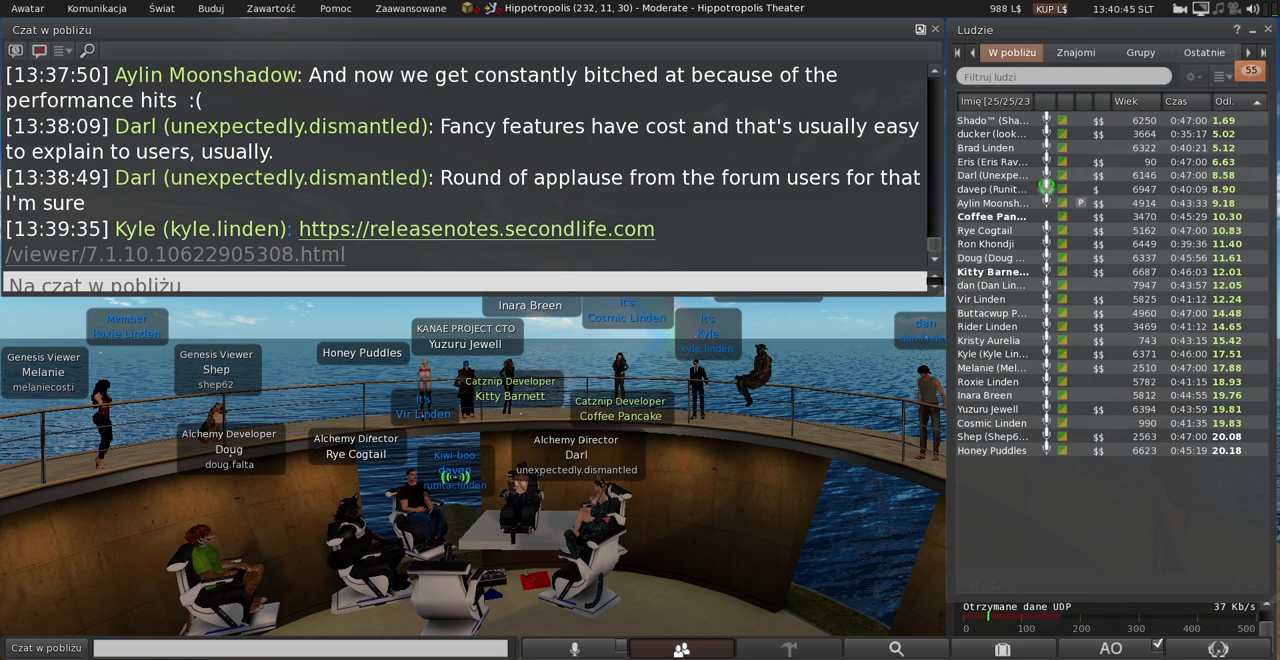 Awatar Komunikacja Świat Buduj Zawartość Pomoc Zaawansowane Hippotropolis (232, 11, 30) - Moderate - Hippotropolis Theater 988 L$ KUP L$ 13:40:45 SLT
Czat w pobliżu
[13:37:50] Aylin Moonshadow: And now we get constantly bitched at because of the
performance hits :(
[13:38:09] Darl (unexpectedly.dismantled): Fancy features have cost and that's usually easy
to explain to users, usually.
[13:38:49] Darl (unexpectedly.dismantled): Round of applause from the forum users for that
I'm sure
[13:39:35] Kyle (kyle.linden): https://releasenotes.secondlife.com
/viewer/7.1.10.10622905308.html
Na czat w pobliżu
Member
Roxie Linden
Genesis Viewer
Melanie
melaniecosti
Genesis Viewer
Shep
shep62
Honey Puddles
KANAE PROJECT CTO
Yuzuru Jewell
Inara Breen
It's
Cosmic Linden
It's
Kyle
kyle.linden
dan
It's
Vir Linden
Catznip Developer
Kitty Barnett
Catznip Developer
Coffee Pancake
Alchemy Developer
Doug
doug.falta
Alchemy Director
Rye Cogtail
Kiwi-boo
davep
runitai.linden
Alchemy Director
Darl
unexpectedly.dismantled
Ludzie
W pobliżu Znajomi Grupy Ostatnie
Filtruj ludzi 55
Imię [25/25/23 Wiek Czas Odl.
Shado™ (Sha... $$ 6250 0:47:00 1.69
ducker (look... $$ 3664 0:35:17 5.02
Brad Linden 6322 0:40:21 5.12
Eris (Eris Rav... $$ 90 0:47:00 6.63
Darl (Unexpe... $$ 6146 0:47:00 8.58
davep (Runit... $ 6947 0:40:09 8.90
Aylin Moonsh... P $$ 4914 0:43:33 9.18
Coffee Pan... $$ 3470 0:45:29 10.30
Rye Cogtail $$ 5162 0:47:00 10.83
Ron Khondji $$ 6449 0:39:36 11.40
Doug (Doug ... $$ 6337 0:45:56 11.61
Kitty Barne... $$ 6687 0:46:03 12.01
dan (Dan Lin... 7947 0:43:57 12.05
Vir Linden $$ 5825 0:41:12 12.24
Buttacwup P... $$ 4960 0:47:00 14.48
Rider Linden $$ 3469 0:41:12 14.65
Kristy Aurelia $$ 743 0:43:15 15.42
Kyle (Kyle Lin... $$ 6371 0:46:00 17.51
Melanie (Mel... $$ 2510 0:47:00 17.88
Roxie Linden 5782 0:41:15 18.93
Inara Breen $$ 5812 0:44:55 19.76
Yuzuru Jewell $$ 6394 0:43:59 19.81
Cosmic Linden 990 0:41:35 19.83
Shep (Shep6... $$ 2563 0:47:00 20.08
Honey Puddles $$ 6623 0:45:19 20.18
Otrzymane dane UDP 37 Kb/s
0 100 200 300 400 500
Czat w pobliżu AO